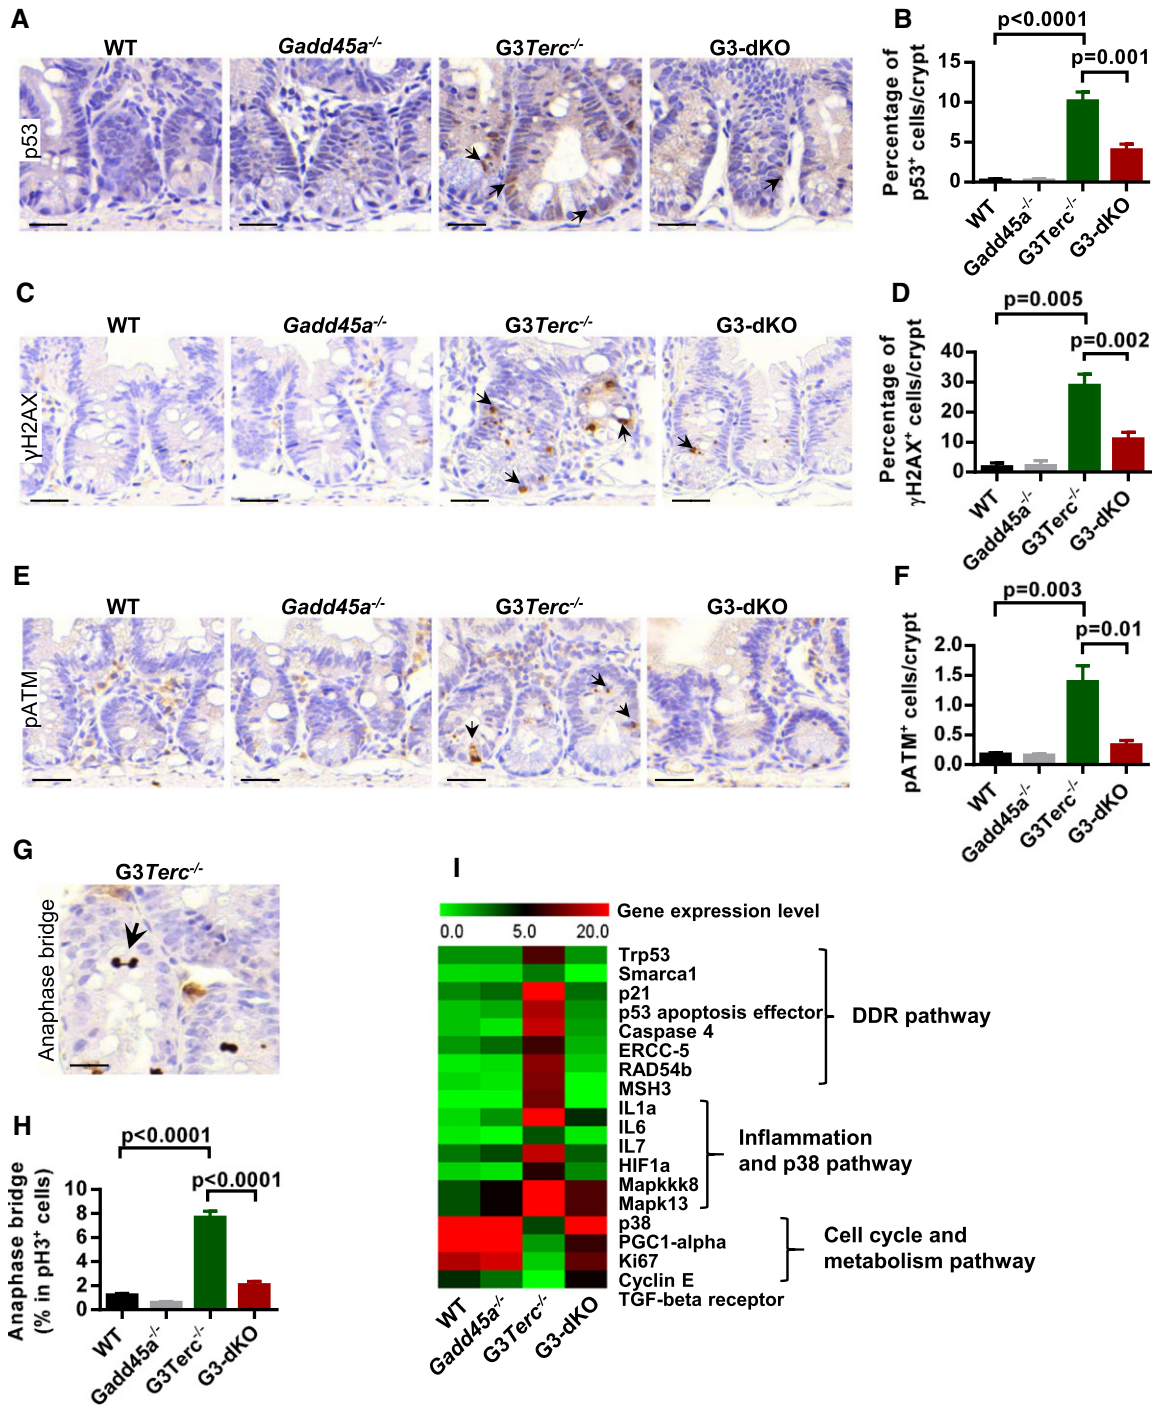 A
WT
Gadd45a-/-
G3Terc-/-
G3-dKO
p53
B
p<0.0001
p=0.001
Percentage of
p53+ cells/crypt
15
10
5
0
WT
Gadd45a-/-
G3Terc-/-
G3-dKO
C
WT
Gadd45a-/-
G3Terc-/-
G3-dKO
γH2AX
D
p=0.005
p=0.002
Percentage of
γH2AX+ cells/crypt
40
30
20
10
0
WT
Gadd45a-/-
G3Terc-/-
G3-dKO
E
WT
Gadd45a-/-
G3Terc-/-
G3-dKO
pATM
F
p=0.003
p=0.01
pATM+ cells/crypt
2.0
1.5
1.0
0.5
0.0
WT
Gadd45a-/-
G3Terc-/-
G3-dKO
G
G3Terc-/-
Anaphase bridge
H
p<0.0001
p<0.0001
Anaphase bridge
(% in pH3+ cells)
10
8
6
4
2
0
WT
Gadd45a-/-
G3Terc-/-
G3-dKO
I
Gene expression level
0.0 5.0 20.0
Trp53
Smarca1
p21
p53 apoptosis effector
Caspase 4
ERCC-5
RAD54b
MSH3
IL1a
IL6
IL7
HIF1a
Mapkkk8
Mapk13
p38
PGC1-alpha
Ki67
Cyclin E
TGF-beta receptor
DDR pathway
Inflammation
and p38 pathway
Cell cycle and
metabolism pathway
WT
Gadd45a-/-
G3Terc-/-
G3-dKO